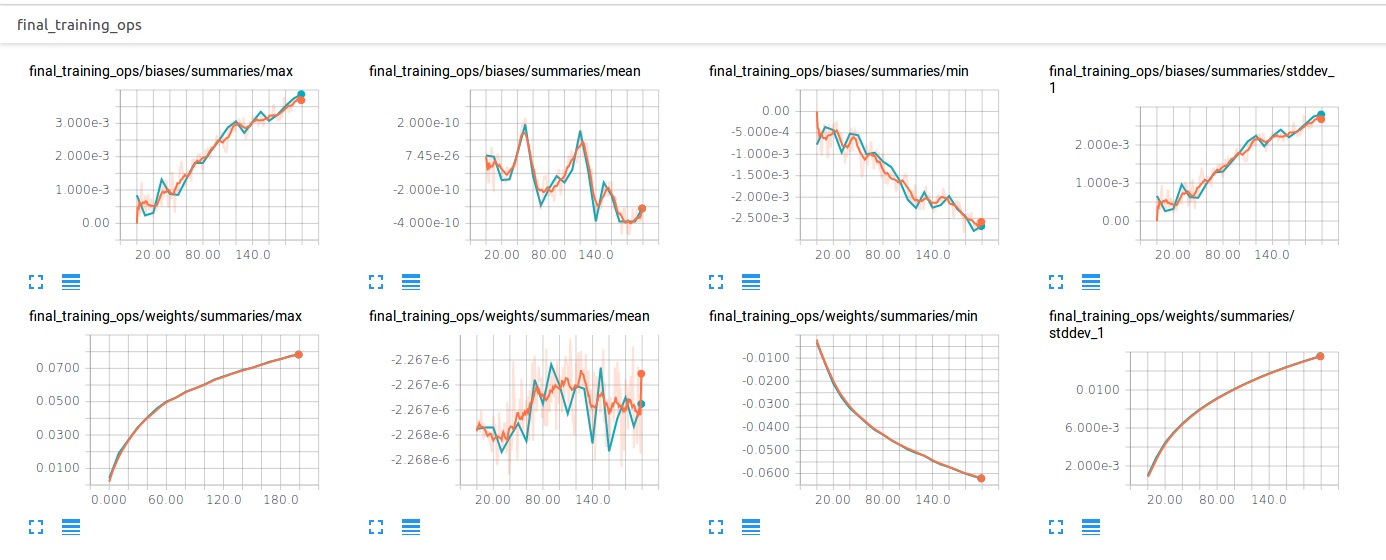 final_training_ops
final_training_ops/biases/summaries/max
3.000e-3
2.000e-3
1.000e-3
0.00
20.00 80.00 140.0
final_training_ops/biases/summaries/mean
2.000e-10
7.45e-26
-2.000e-10
-4.000e-10
20.00 80.00 140.0
final_training_ops/biases/summaries/min
0.00
-5.000e-4
-1.000e-3
-1.500e-3
-2.000e-3
-2.500e-3
20.00 80.00 140.0
final_training_ops/biases/summaries/stddev_
1
2.000e-3
1.000e-3
0.00
20.00 80.00 140.0
final_training_ops/weights/summaries/max
0.0700
0.0500
0.0300
0.0100
0.000 60.00 120.0 180.0
final_training_ops/weights/summaries/mean
-2.267e-6
-2.267e-6
-2.267e-6
-2.268e-6
-2.268e-6
20.00 80.00 140.0
final_training_ops/weights/summaries/min
-0.0100
-0.0200
-0.0300
-0.0400
-0.0500
-0.0600
20.00 80.00 140.0
final_training_ops/weights/summaries/
stddev_1
0.0100
6.000e-3
2.000e-3
20.00 80.00 140.0